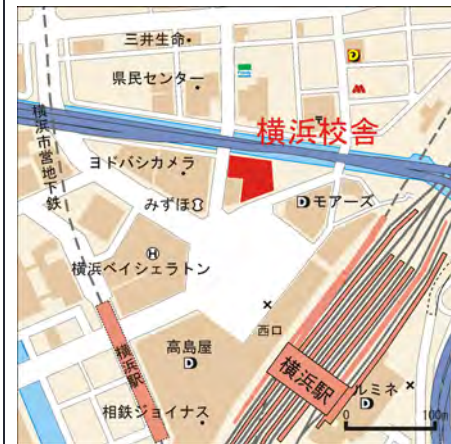 三井生命
県民センター
横浜校舎
横浜市営地下鉄
ヨドバシカメラ
みずほ
モアーズ
横浜ベイシェラトン
西口
高島屋
横浜駅
横浜駅
ルミネ
相鉄ジョイナス
0
100m